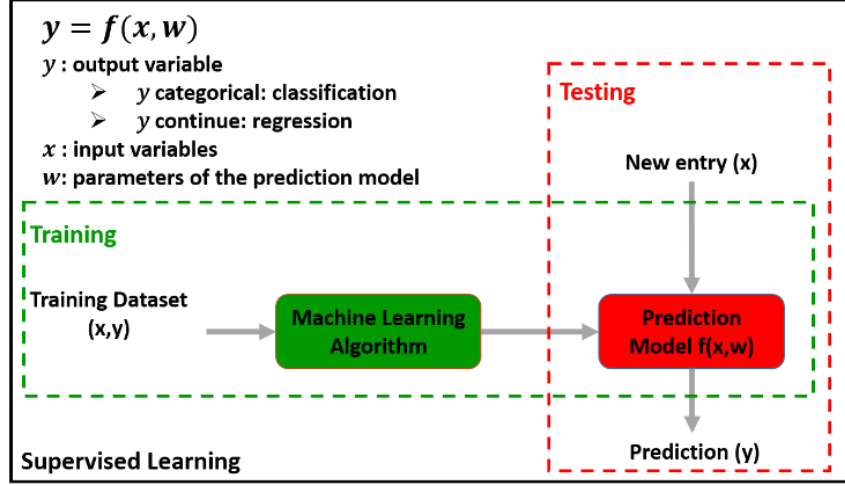 y = f(x, w)
y : output variable
➢ y categorical: classification
➢ y continue: regression
x : input variables
w: parameters of the prediction model
Testing
New entry (x)
Training
Training Dataset
(x,y)
Machine Learning
Algorithm
Prediction
Model f(x,w)
Prediction (y)
Supervised Learning